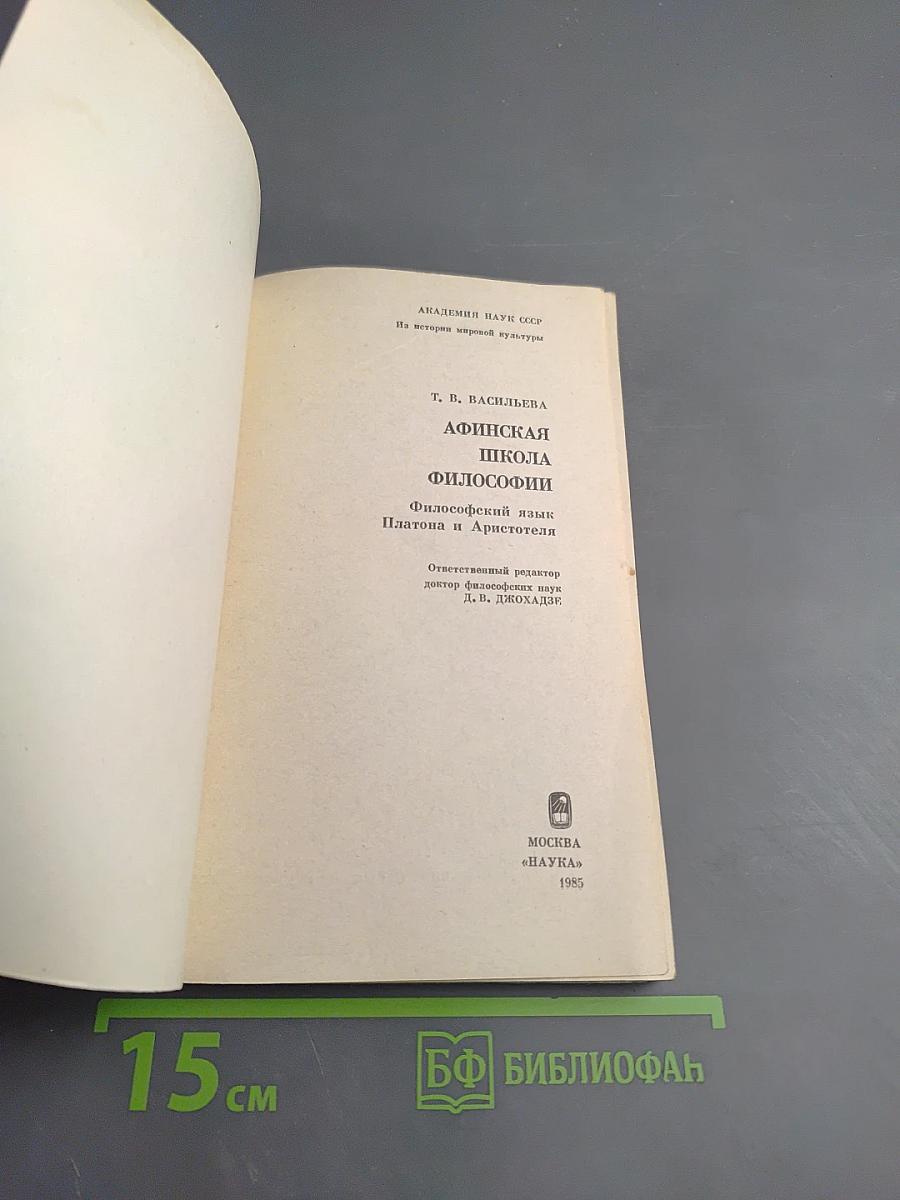 АКАДЕМИЯ НАУК СССР
Из истории мировой культуры
Т. В. ВАСИЛЬЕВА
АФИНСКАЯ
ШКОЛА
ФИЛОСОФИИ
Философский язык
Платона и Аристотеля
Ответственный редактор
доктор философских наук
Д. В. ДЖОХАДЗЕ
МОСКВА
«НАУКА»
1985
15 см
БФ БИБЛИОФАЬ